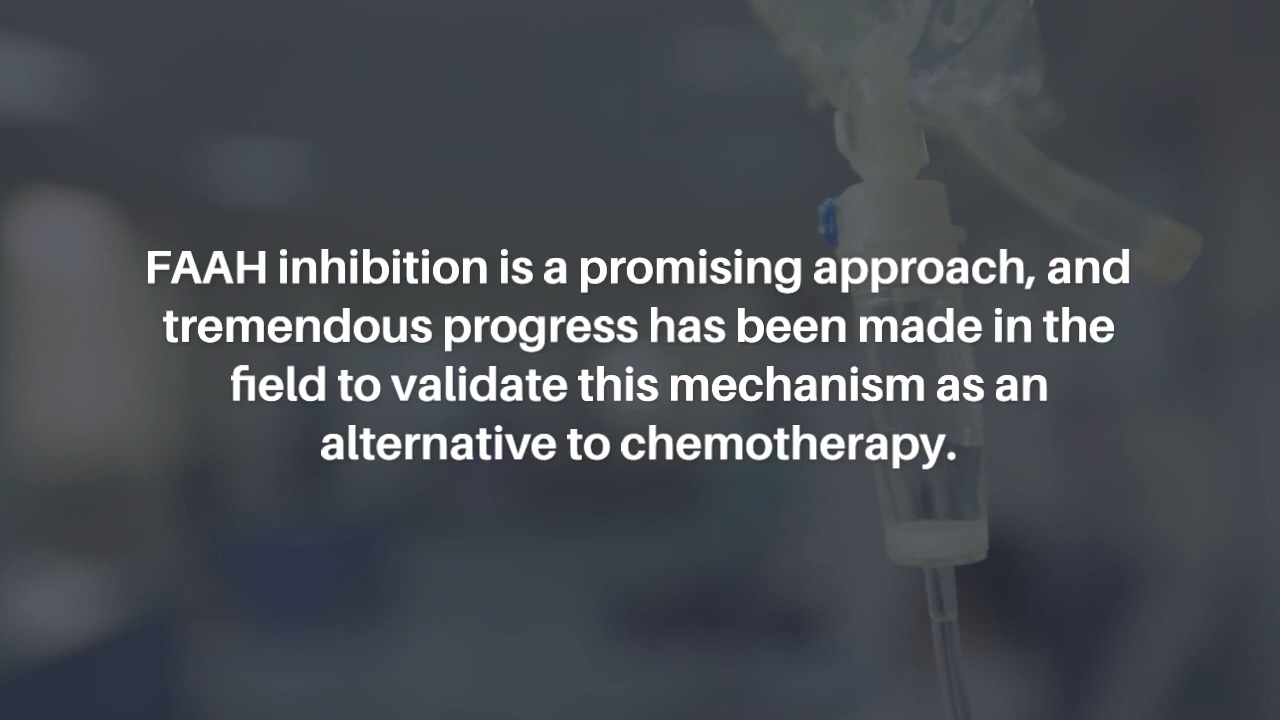 FAAH inhibition is a promising approach, and
tremendous progress has been made in the
field to validate this mechanism as an
alternative to chemotherapy.